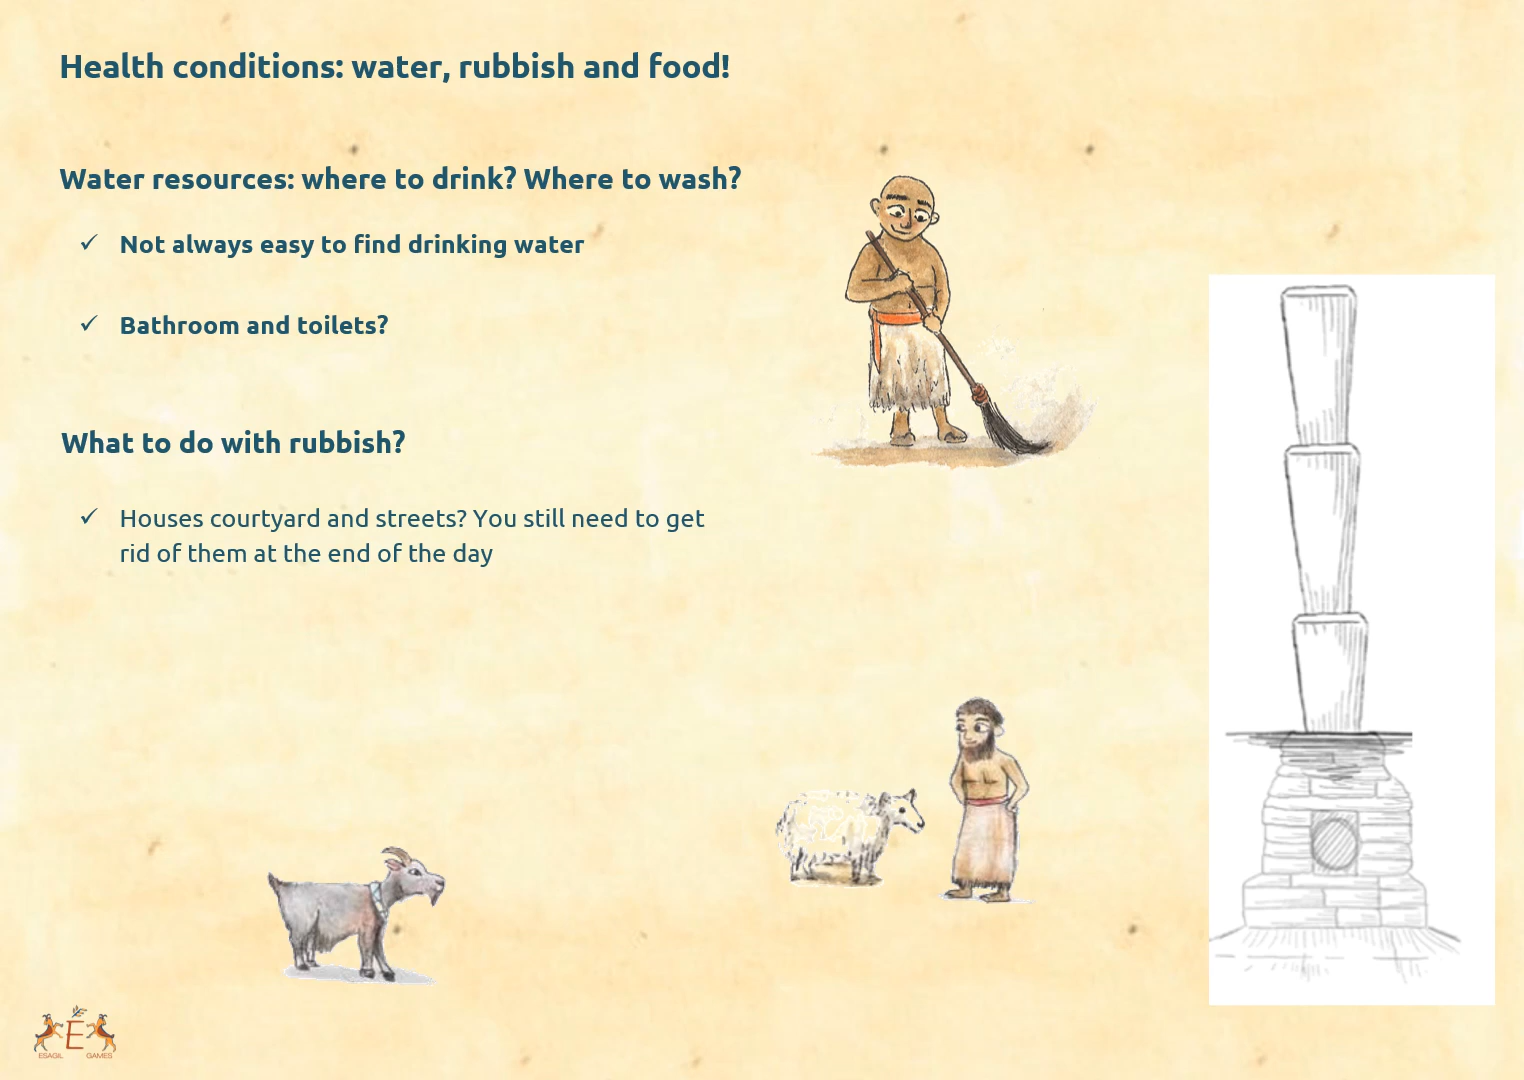 Health conditions: water, rubbish and food!
Water resources: where to drink? Where to wash?
✓ Not always easy to find drinking water
✓ Bathroom and toilets?
What to do with rubbish?
✓ Houses courtyard and streets? You still need to get
rid of them at the end of the day
E
ESAGIL GAMES